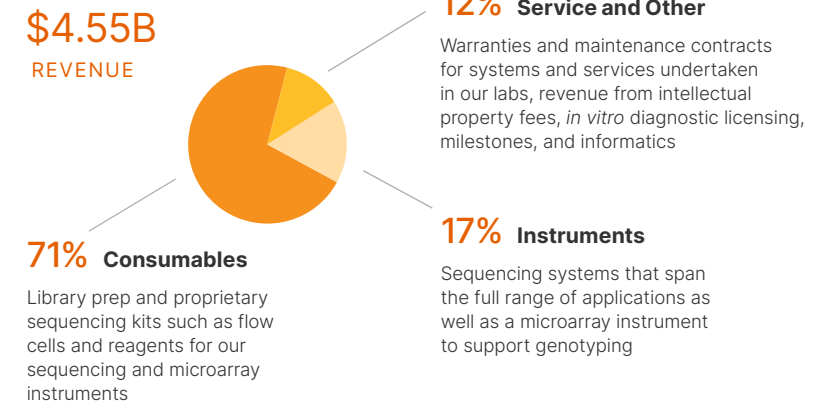 $4.55B
REVENUE
12% Service and Other
Warranties and maintenance contracts
for systems and services undertaken
in our labs, revenue from intellectual
property fees, in vitro diagnostic licensing,
milestones, and informatics
71% Consumables
Library prep and proprietary
sequencing kits such as flow
cells and reagents for our
sequencing and microarray
instruments
17% Instruments
Sequencing systems that span
the full range of applications as
well as a microarray instrument
to support genotyping